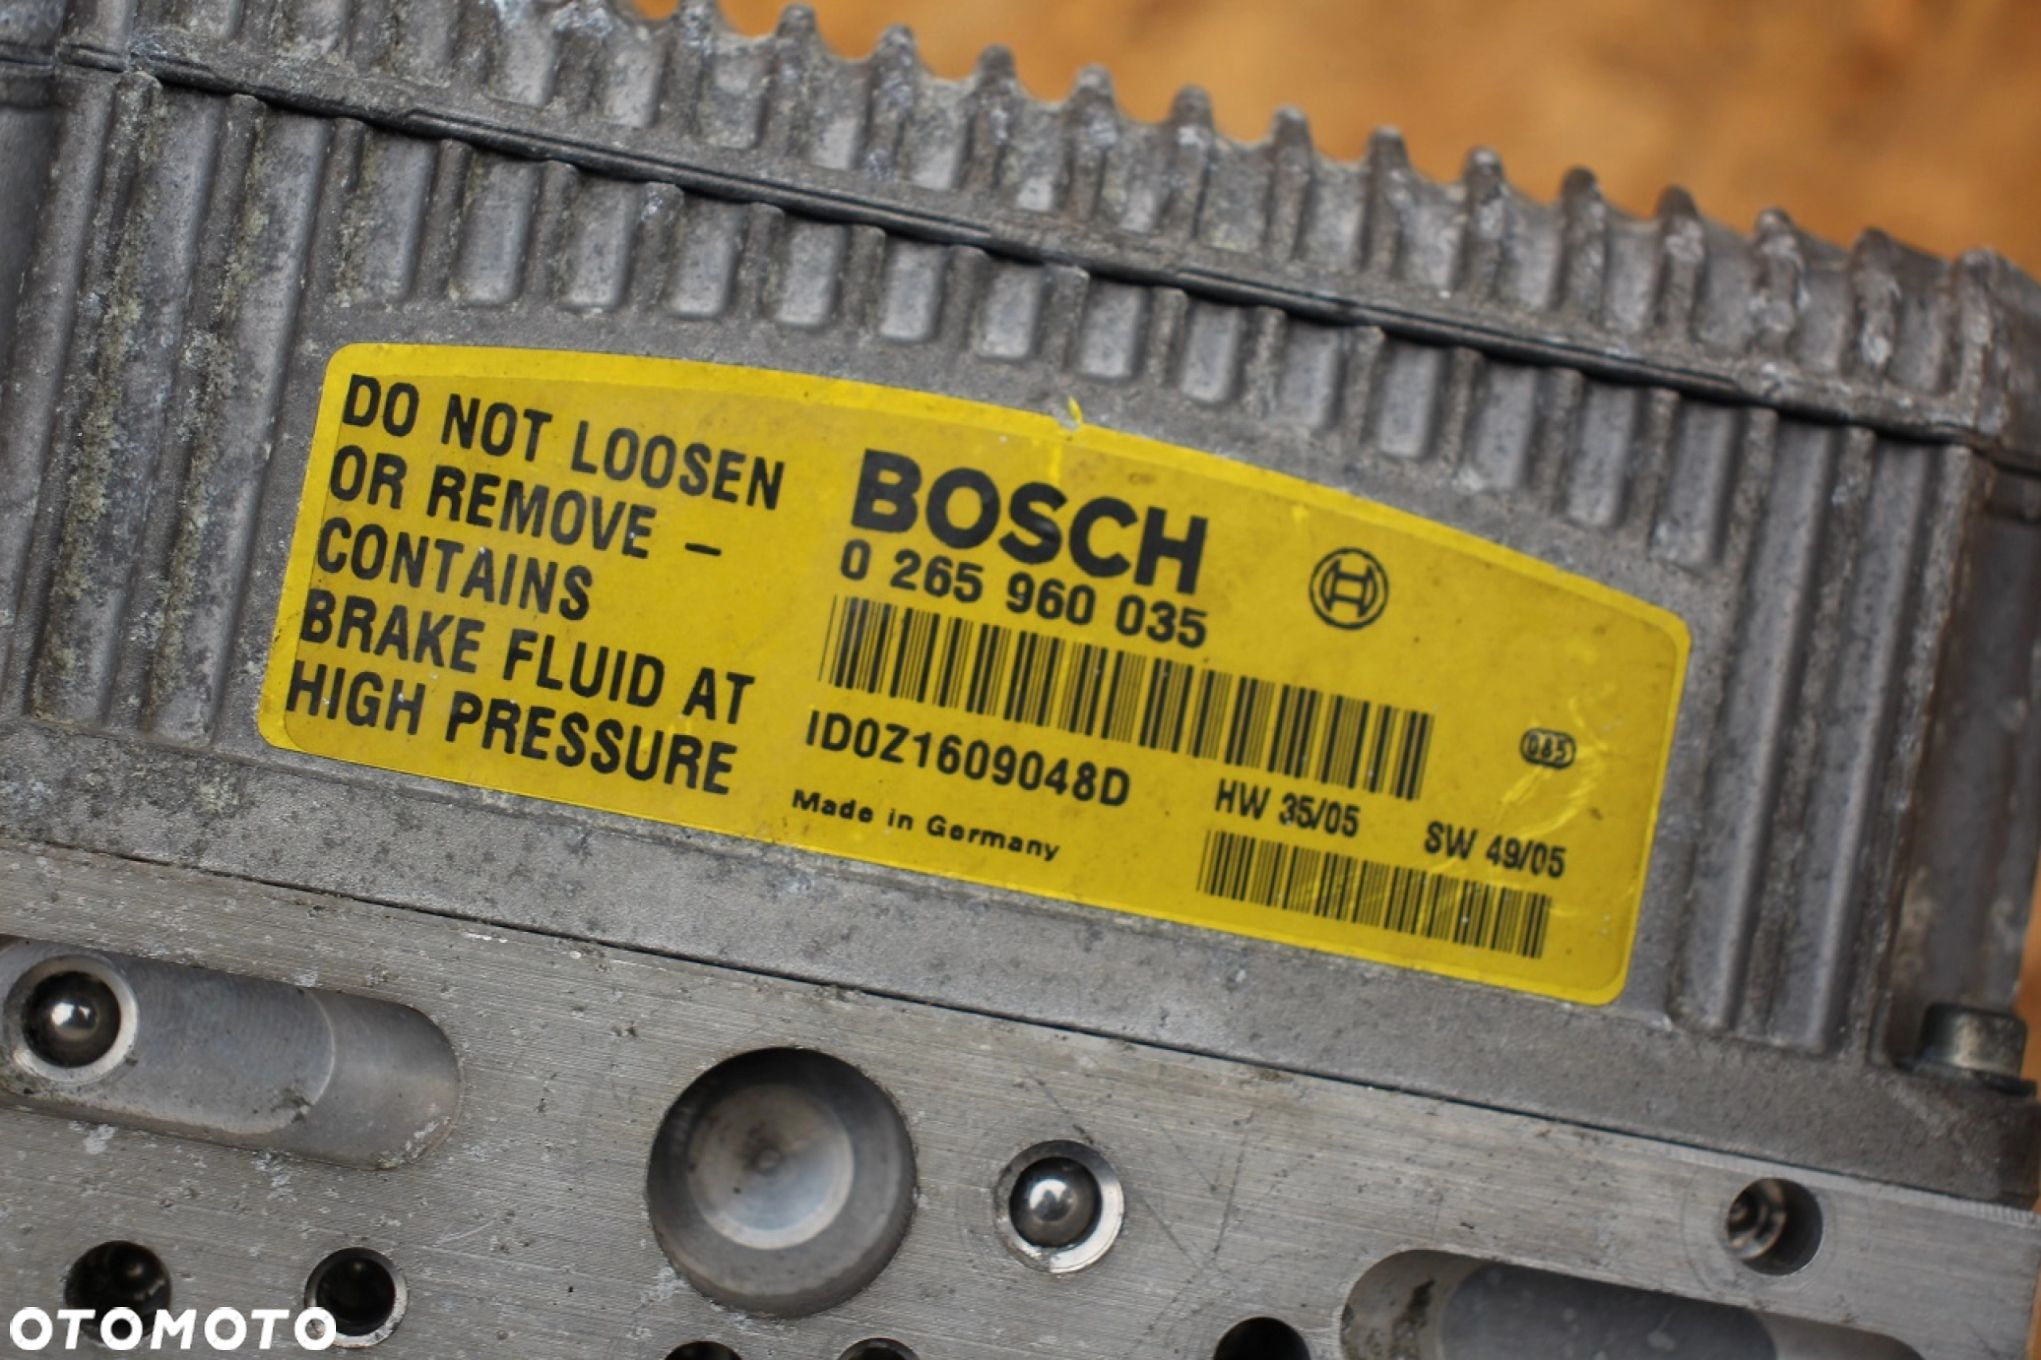 DO NOT LOOSEN
OR REMOVE –
CONTAINS
BRAKE FLUID AT
HIGH PRESSURE
BOSCH
0 265 960 035
ID0Z1609048D
Made in Germany
085
HW 35/05
SW 49/05
OTOMOTO